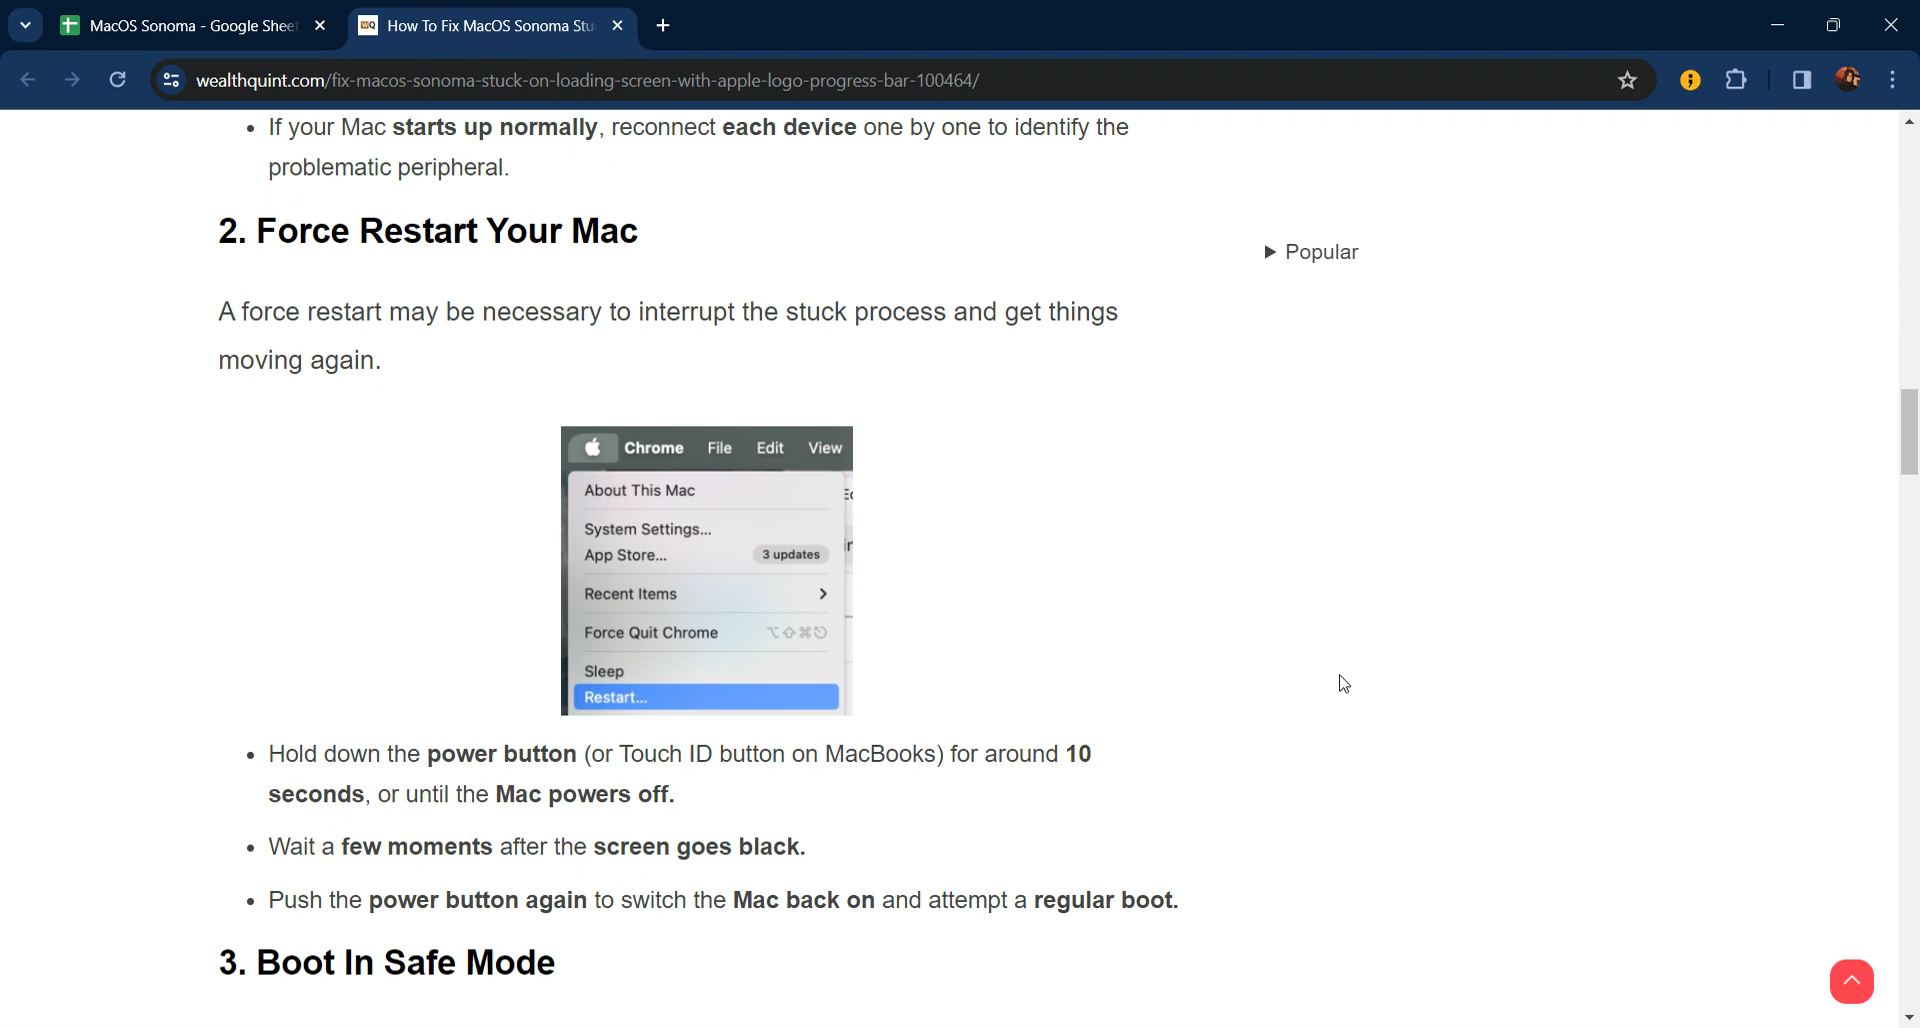 MacOS Sonoma - Google Sheet
How To Fix MacOS Sonoma Stu
wealthquint.com/fix-macos-sonoma-stuck-on-loading-screen-with-apple-logo-progress-bar-100464/
• If your Mac starts up normally, reconnect each device one by one to identify the
problematic peripheral.
2. Force Restart Your Mac
▶ Popular
A force restart may be necessary to interrupt the stuck process and get things
moving again.
Chrome File Edit View
About This Mac
System Settings...
App Store... 3 updates
Recent Items
Force Quit Chrome ⌥⇧⌘⎋
Sleep
Restart...
• Hold down the power button (or Touch ID button on MacBooks) for around 10
seconds, or until the Mac powers off.
• Wait a few moments after the screen goes black.
• Push the power button again to switch the Mac back on and attempt a regular boot.
3. Boot In Safe Mode